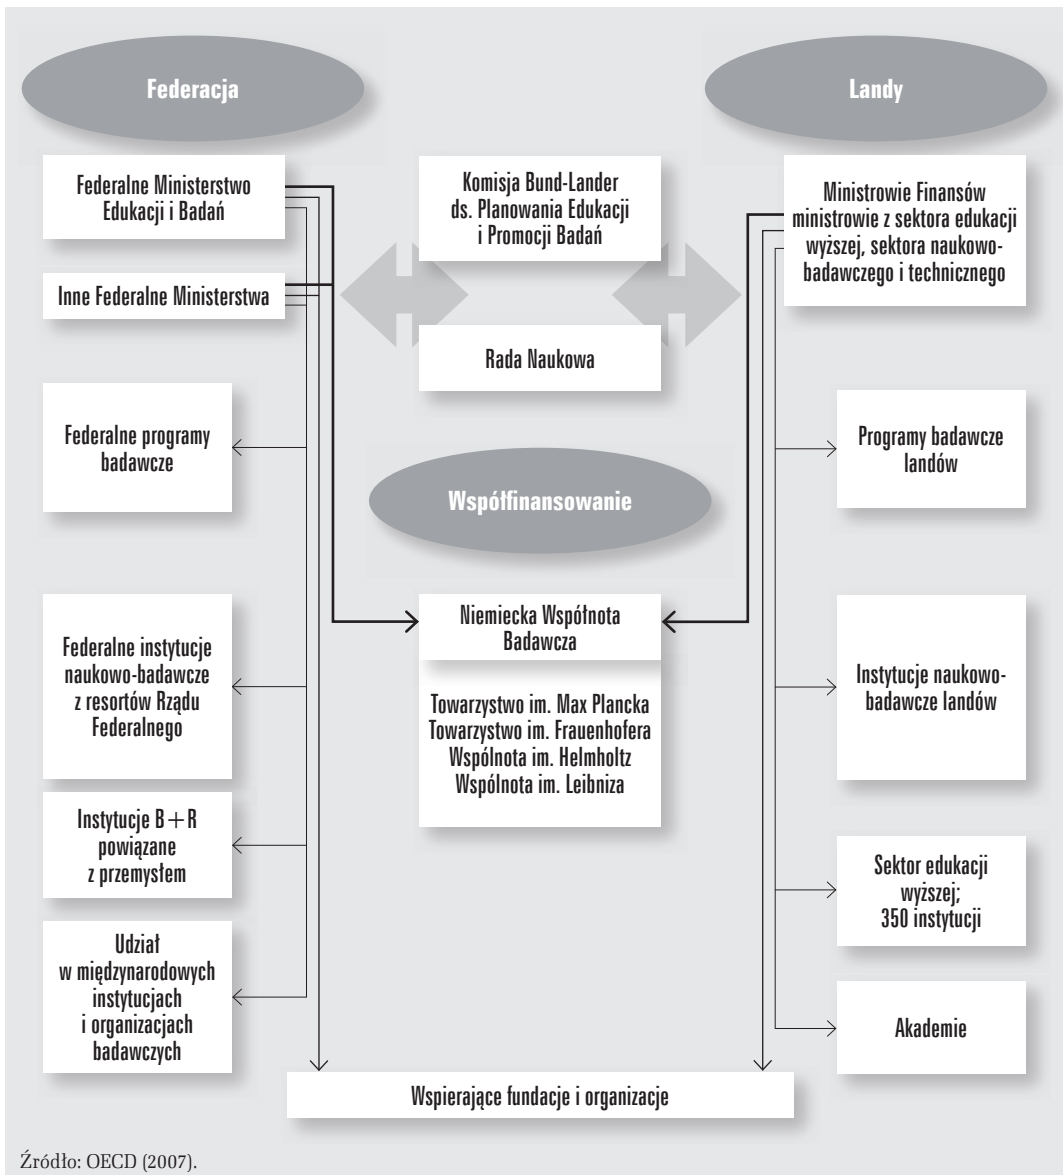 Federacja
Landy
Federalne Ministerstwo
Edukacji i Badań
Komisja Bund-Lander
ds. Planowania Edukacji
i Promocji Badań
Ministrowie Finansów
ministrowie z sektora edukacji
wyższej, sektora naukowo-
badawczego i technicznego
Inne Federalne Ministerstwa
Rada Naukowa
Federalne programy
badawcze
Programy badawcze
landów
Współfinansowanie
Niemiecka Współnota
Badawcza
Federalne instytucje
naukowo-badawcze
z resortów Rządu
Federalnego
Towarzystwo im. Max Plancka
Towarzystwo im. Frauenhofera
Wspólnota im. Helmholtz
Wspólnota im. Leibniza
Instytucje naukowo-
badawcze landów
Instytucje B+R
powiązane
z przemysłem
Sektor edukacji
wyższej;
350 instytucji
Udział
w międzynarodowych
instytucjach
i organizacjach
badawczych
Akademie
Wspierające fundacje i organizacje
Źródło: OECD (2007).